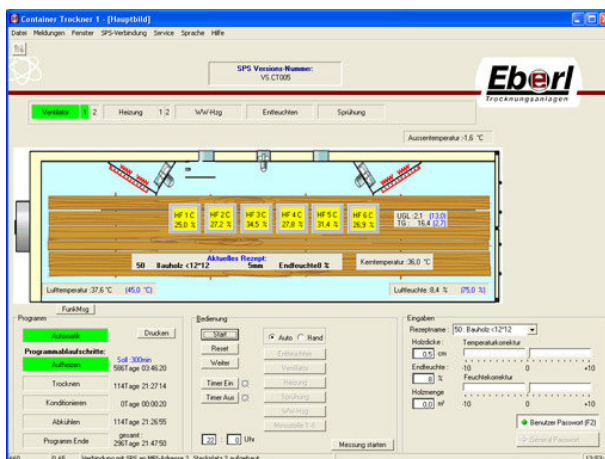 Container Trockner 1 - [Hauptbild]
Datei Meldungen Fenster SPS-Verbindung Service Sprache Hilfe
SPS Versions-Nummer:
VS.CT005
Eberl
Trocknungsanlagen
Ventilator 1 2 Heizung 1 2 WW-Hzg Entfeuchten Sprühung
Aussentemperatur :-1,6 °C
HF 1 C HF 2 C HF 3 C HF 4 C HF 5 C HF 6 C
25,0 % 27,2 % 34,5 % 27,8 % 31,4 % 26,9 %
UGL :2,1 (13,0)
TG : 16,4 (2,7)
Aktuelles Rezept:
50 Bauholz <12*12 5mm Endfeuchte8 %
Kerntemperatur :36,0 °C
Lufttemperatur :37,6 °C (45,0 °C)
Luftfeuchte : 8,4 % (75,0 %)
FunkMsg
Programm
Automatik
Drucken
Programmablaufschritte:
Soll :300min
Aufheizen 586Tage 03:46:20
Trocknen 114Tage 21:27:14
Konditionieren 0Tage 00:00:20
Abkühlen 114Tage 21:26:55
gesamt :
Programm Ende 296Tage 21:47:50
Bedienung
Start
Reset
Weiter
Timer Ein
Timer Aus
22 : 0 Uhr
Auto Hand
Entfeuchten
Ventilator
Heizung
Sprühung
WW-Hzg
Messstelle 1-6
Messung starten
Eingaben
Rezeptname : 50: Bauholz <12*12
Holzdicke : Temperaturkorrektur
0,5 cm
Endfeuchte : -10 0 +10
8 % Feuchtekorrektur
Holzmenge
0,0 m³ -10 0 +10
Benutzer Passwort (F2)
General Passwort